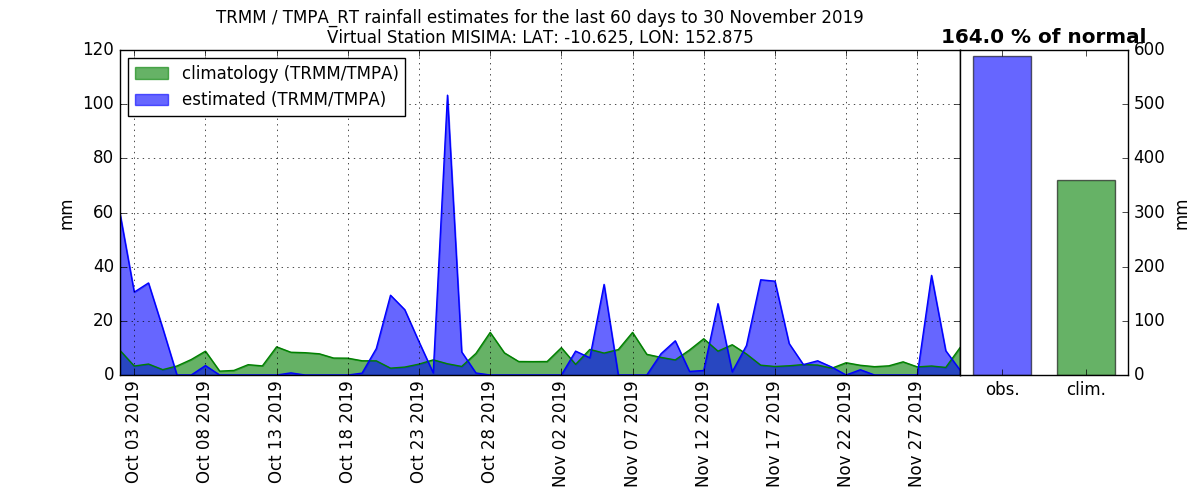 TRMM / TMPA_RT rainfall estimates for the last 60 days to 30 November 2019
Virtual Station MISIMA: LAT: -10.625, LON: 152.875
164.0 % of normal
climatology (TRMM/TMPA)
estimated (TRMM/TMPA)
120
100
80
60
40
20
0
mm
Oct 03 2019
Oct 08 2019
Oct 13 2019
Oct 18 2019
Oct 23 2019
Oct 28 2019
Nov 02 2019
Nov 07 2019
Nov 12 2019
Nov 17 2019
Nov 22 2019
Nov 27 2019
obs.
clim.
600
500
400
300
200
100
0
mm